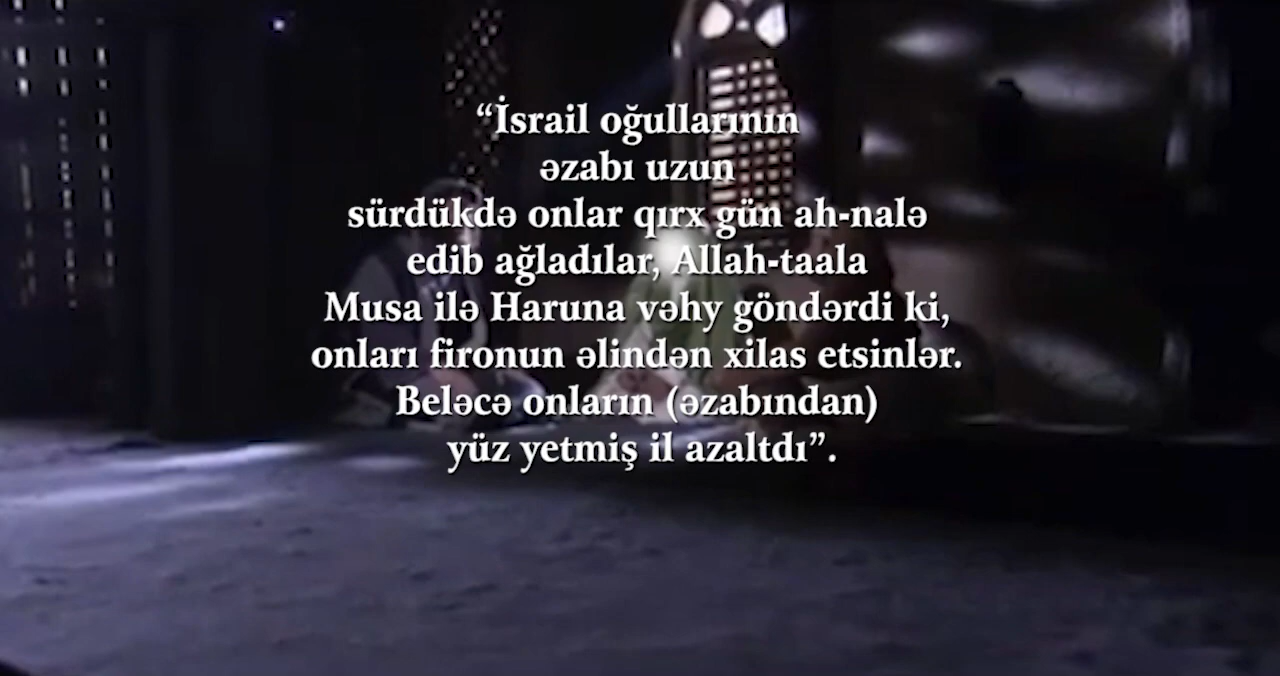 “İsrail oğullarının
əzabı uzun
sürdükdə onlar qırx gün ah-nalə
edib ağladılar, Allah-taala
Musa ilə Haruna vəhy göndərdi ki,
onları fironun əlindən xilas etsinlər.
Beləcə onların (əzabından)
yüz yetmiş il azaltdı”.